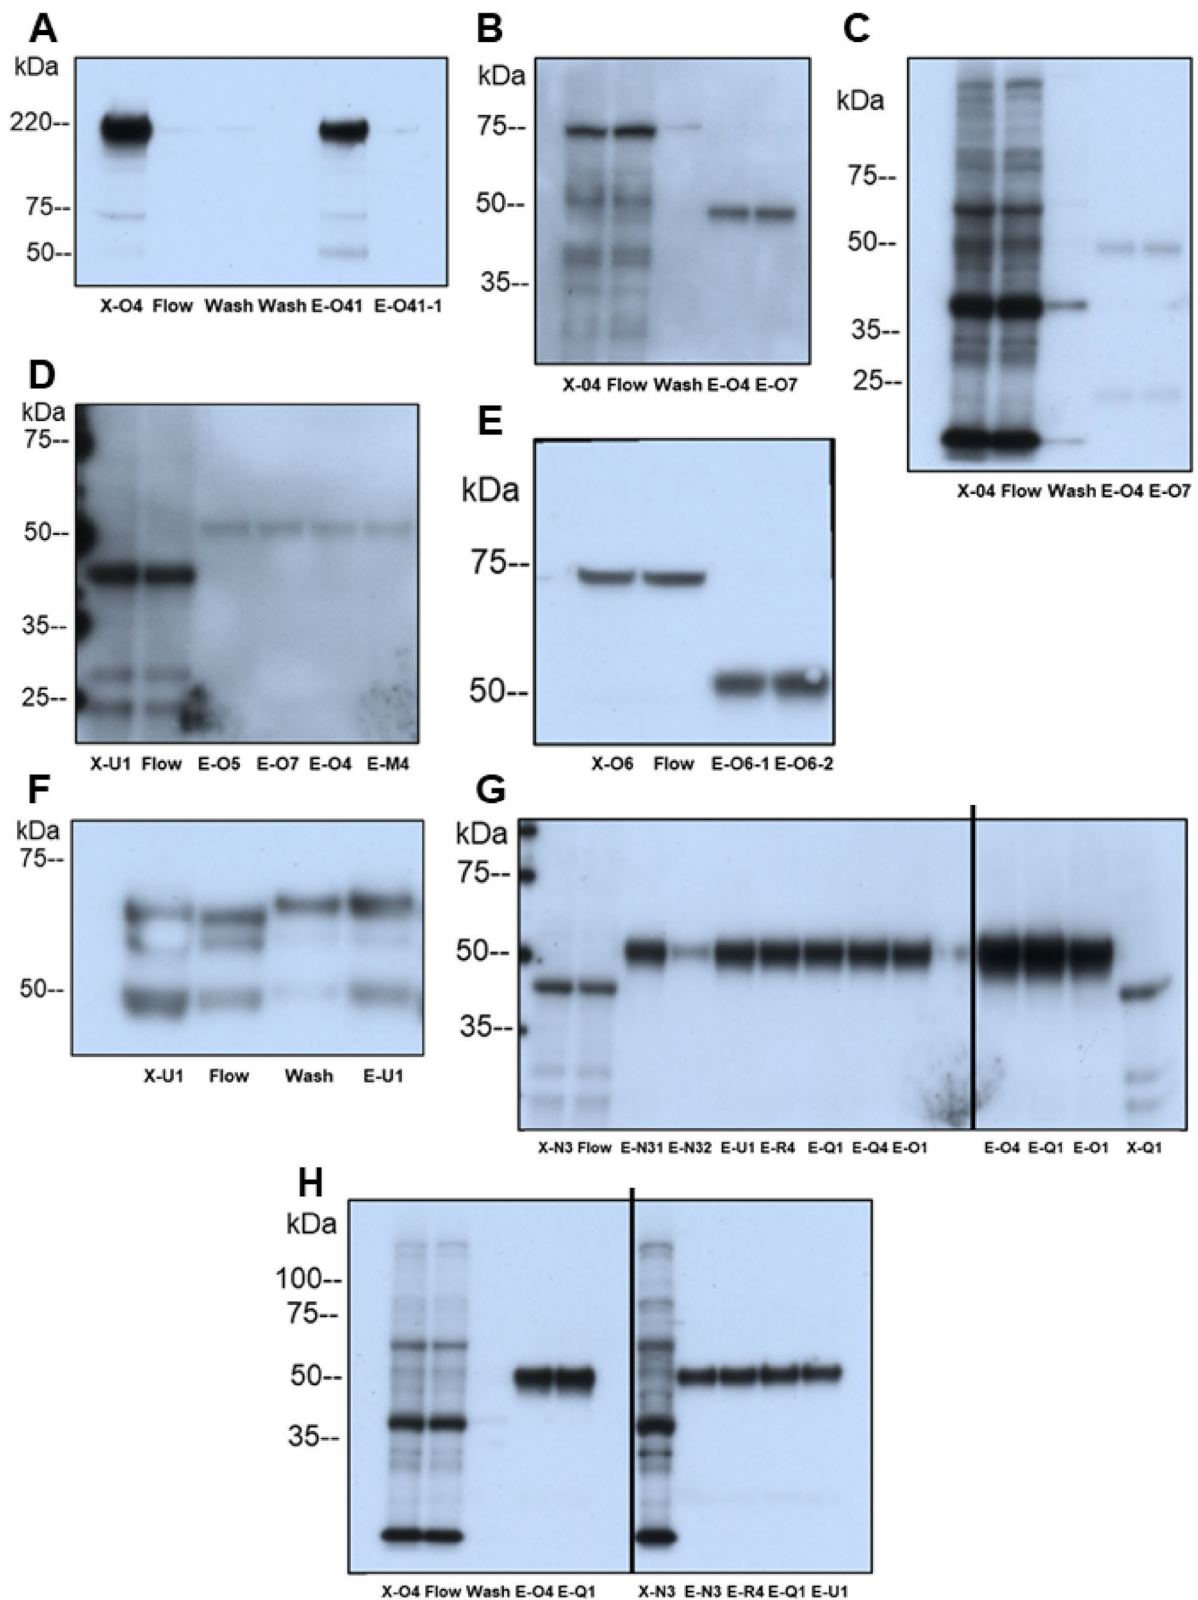 A
kDa
220--
75--
50--
X-O4 Flow Wash Wash E-O41 E-O41-1
B
kDa
75--
50--
35--
X-04 Flow Wash E-O4 E-O7
C
kDa
75--
50--
35--
25--
X-04 Flow Wash E-O4 E-O7
D
kDa
75--
50--
35--
25--
X-U1 Flow E-O5 E-O7 E-O4 E-M4
E
kDa
75--
50--
X-O6 Flow E-O6-1 E-O6-2
F
kDa
75--
50--
X-U1 Flow Wash E-U1
G
kDa
75--
50--
35--
X-N3 Flow E-N31 E-N32 E-U1 E-R4 E-Q1 E-Q4 E-O1 E-O4 E-Q1 E-O1 X-Q1
H
kDa
100--
75--
50--
35--
X-O4 Flow Wash E-O4 E-Q1 X-N3 E-N3 E-R4 E-Q1 E-U1